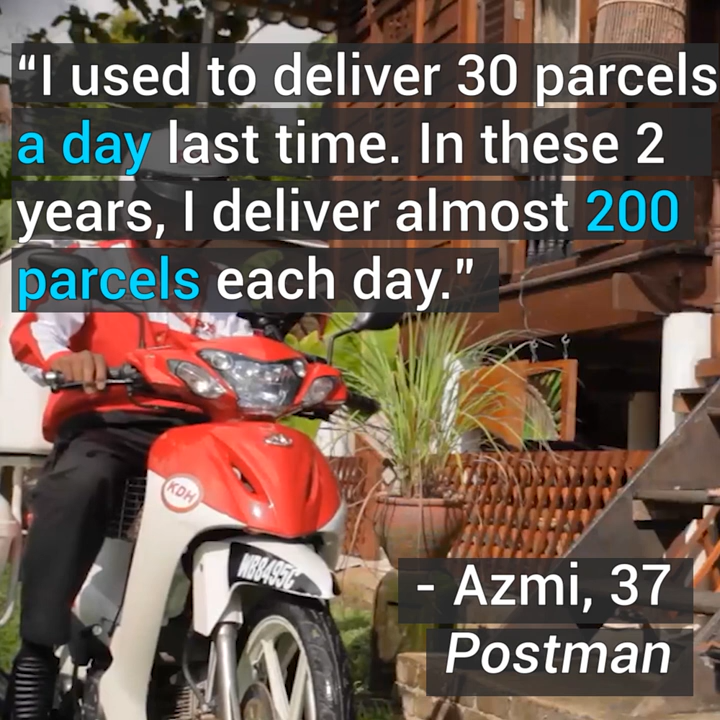 “I used to deliver 30 parcels
a day last time. In these 2
years, I deliver almost 200
parcels each day.”
KDH
WB8495C
- Azmi, 37
Postman